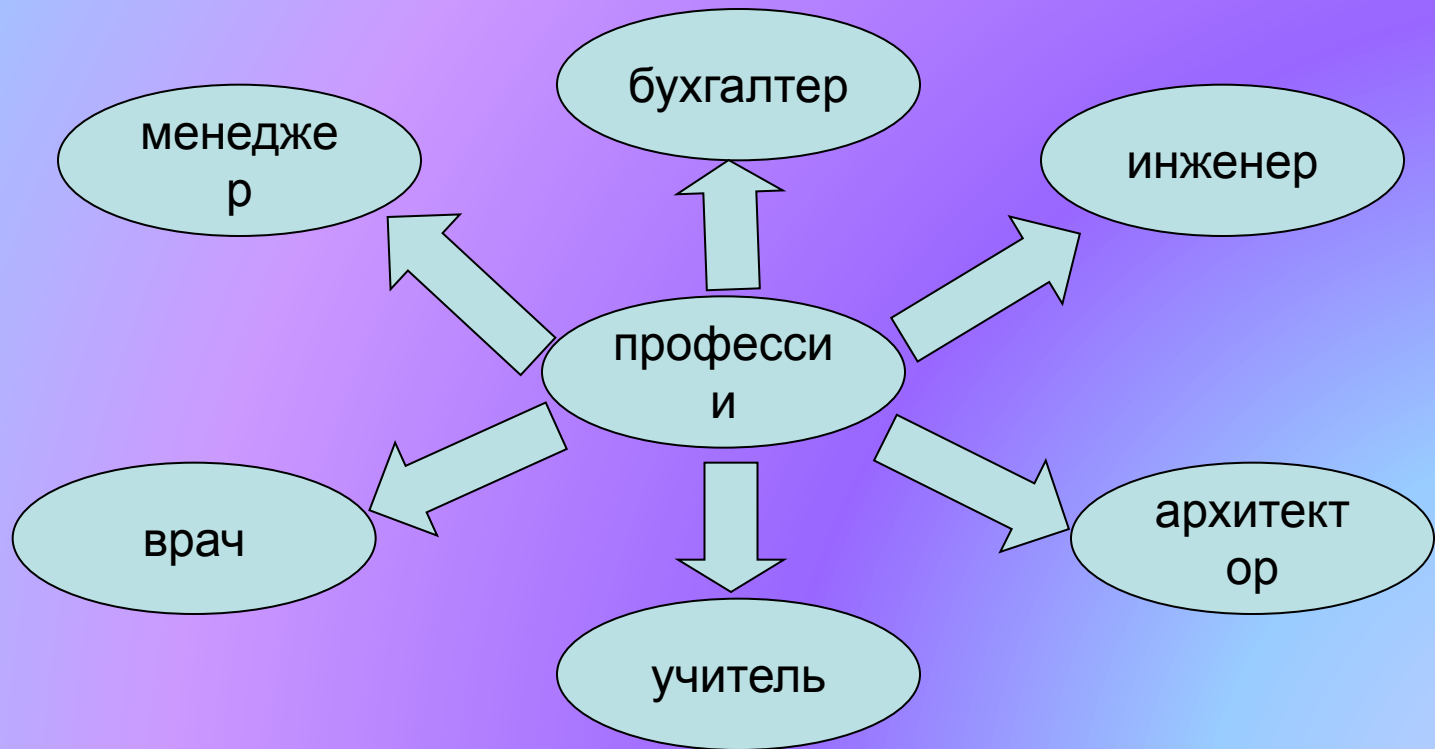 бухгалтер
менедже
р
инженер
професси
и
врач
архитект
ор
учитель